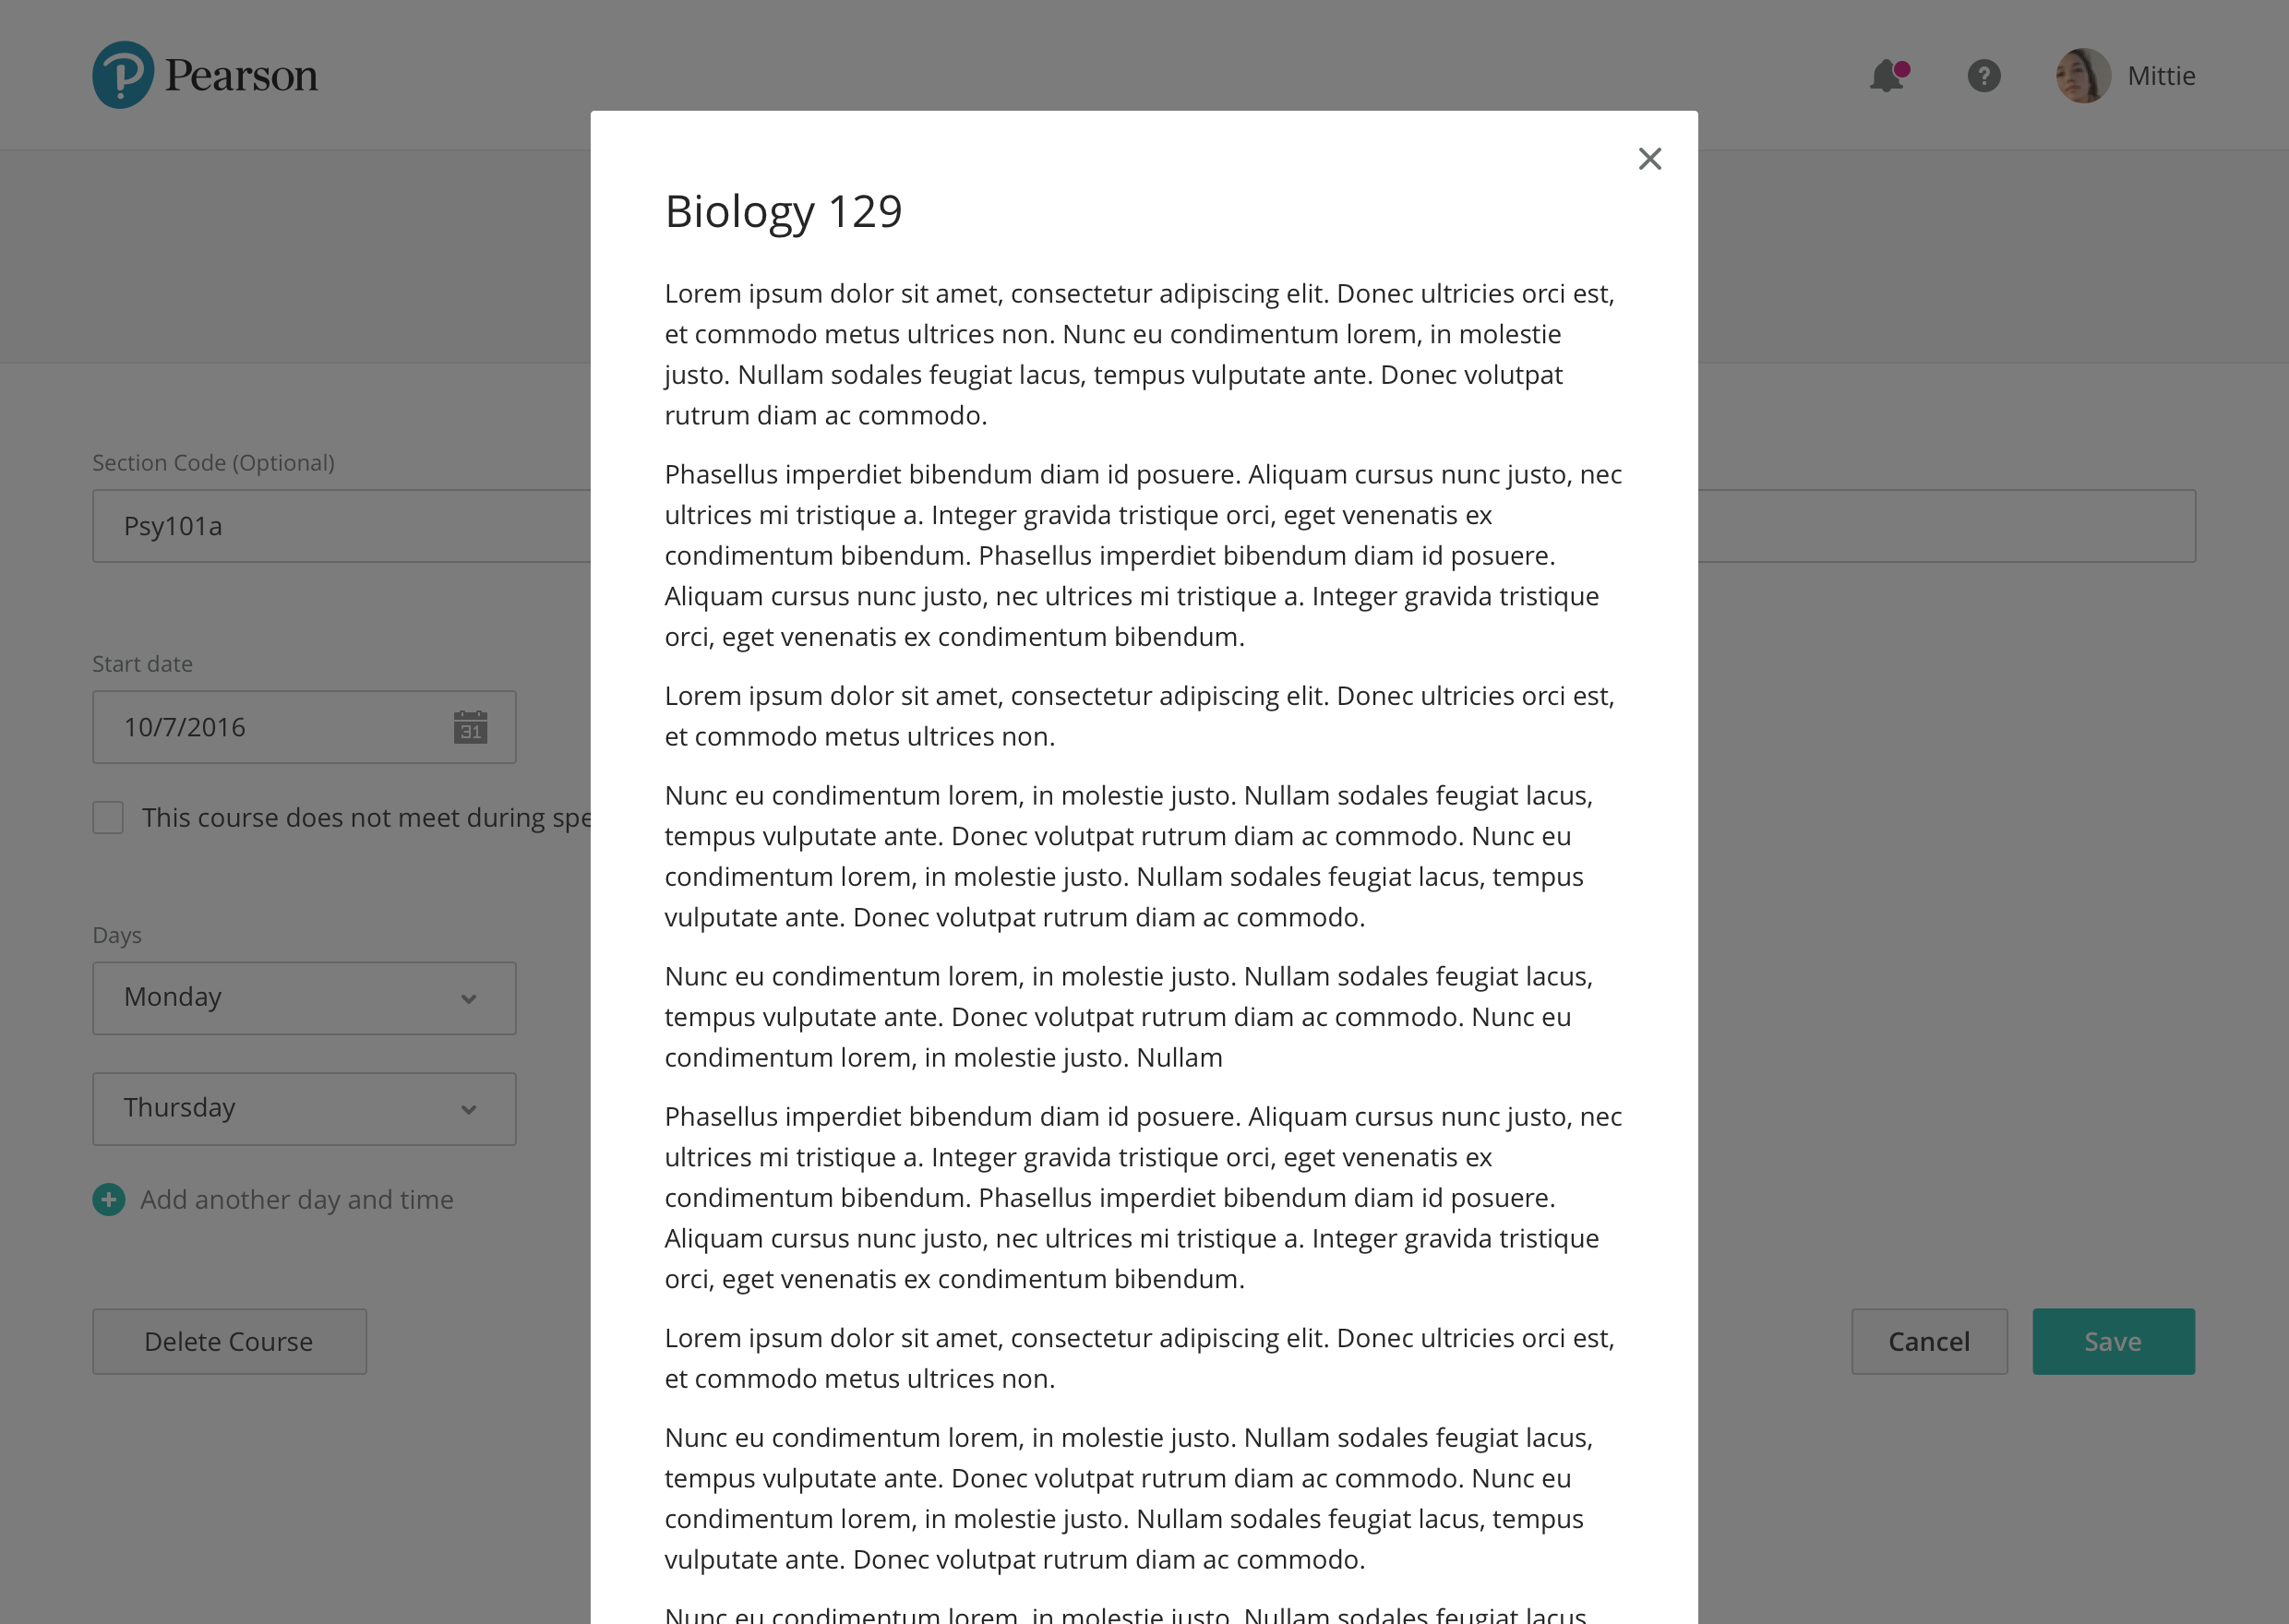 Pearson
?
Mittie
Biology 129
Lorem ipsum dolor sit amet, consectetur adipiscing elit. Donec ultricies orci est,
et commodo metus ultrices non. Nunc eu condimentum lorem, in molestie
justo. Nullam sodales feugiat lacus, tempus vulputate ante. Donec volutpat
rutrum diam ac commodo.
Phasellus imperdiet bibendum diam id posuere. Aliquam cursus nunc justo, nec
ultrices mi tristique a. Integer gravida tristique orci, eget venenatis ex
condimentum bibendum. Phasellus imperdiet bibendum diam id posuere.
Aliquam cursus nunc justo, nec ultrices mi tristique a. Integer gravida tristique
orci, eget venenatis ex condimentum bibendum.
Lorem ipsum dolor sit amet, consectetur adipiscing elit. Donec ultricies orci est,
et commodo metus ultrices non.
Nunc eu condimentum lorem, in molestie justo. Nullam sodales feugiat lacus,
tempus vulputate ante. Donec volutpat rutrum diam ac commodo. Nunc eu
condimentum lorem, in molestie justo. Nullam sodales feugiat lacus, tempus
vulputate ante. Donec volutpat rutrum diam ac commodo.
Nunc eu condimentum lorem, in molestie justo. Nullam sodales feugiat lacus,
tempus vulputate ante. Donec volutpat rutrum diam ac commodo. Nunc eu
condimentum lorem, in molestie justo. Nullam
Phasellus imperdiet bibendum diam id posuere. Aliquam cursus nunc justo, nec
ultrices mi tristique a. Integer gravida tristique orci, eget venenatis ex
condimentum bibendum. Phasellus imperdiet bibendum diam id posuere.
Aliquam cursus nunc justo, nec ultrices mi tristique a. Integer gravida tristique
orci, eget venenatis ex condimentum bibendum.
Lorem ipsum dolor sit amet, consectetur adipiscing elit. Donec ultricies orci est,
et commodo metus ultrices non.
Nunc eu condimentum lorem, in molestie justo. Nullam sodales feugiat lacus,
tempus vulputate ante. Donec volutpat rutrum diam ac commodo. Nunc eu
condimentum lorem, in molestie justo. Nullam sodales feugiat lacus, tempus
vulputate ante. Donec volutpat rutrum diam ac commodo.
Nunc eu condimentum lorem, in molestie justo. Nullam sodales feugiat lacus,
Section Code (Optional)
Psy101a
Start date
10/7/2016
31
This course does not meet during spe
Days
Monday
Thursday
Add another day and time
Delete Course
Cancel
Save